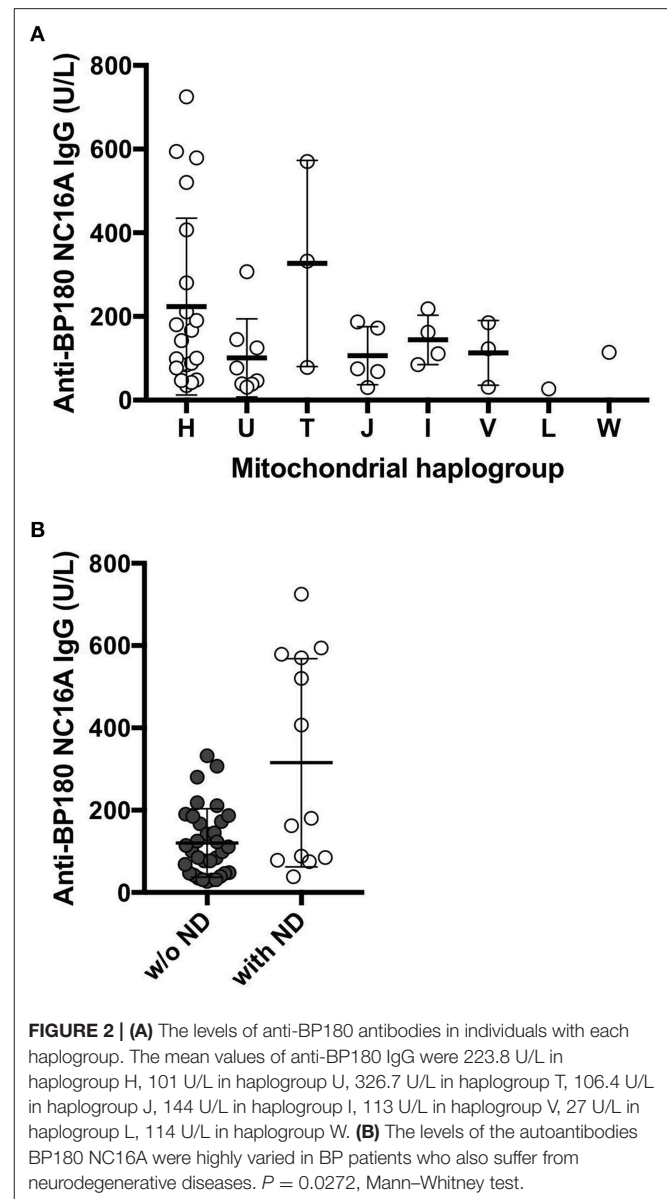 A
Anti-BP180 NC16A IgG (U/L)
800
600
400
200
0
H U T J I V L W
Mitochondrial haplogroup
B
Anti-BP180 NC16A IgG (U/L)
800
600
400
200
0
w/o ND
with ND
FIGURE 2 | (A) The levels of anti-BP180 antibodies in individuals with each
haplogroup. The mean values of anti-BP180 IgG were 223.8 U/L in
haplogroup H, 101 U/L in haplogroup U, 326.7 U/L in haplogroup T, 106.4 U/L
in haplogroup J, 144 U/L in haplogroup I, 113 U/L in haplogroup V, 27 U/L in
haplogroup L, 114 U/L in haplogroup W. (B) The levels of the autoantibodies
BP180 NC16A were highly varied in BP patients who also suffer from
neurodegenerative diseases. P = 0.0272, Mann–Whitney test.